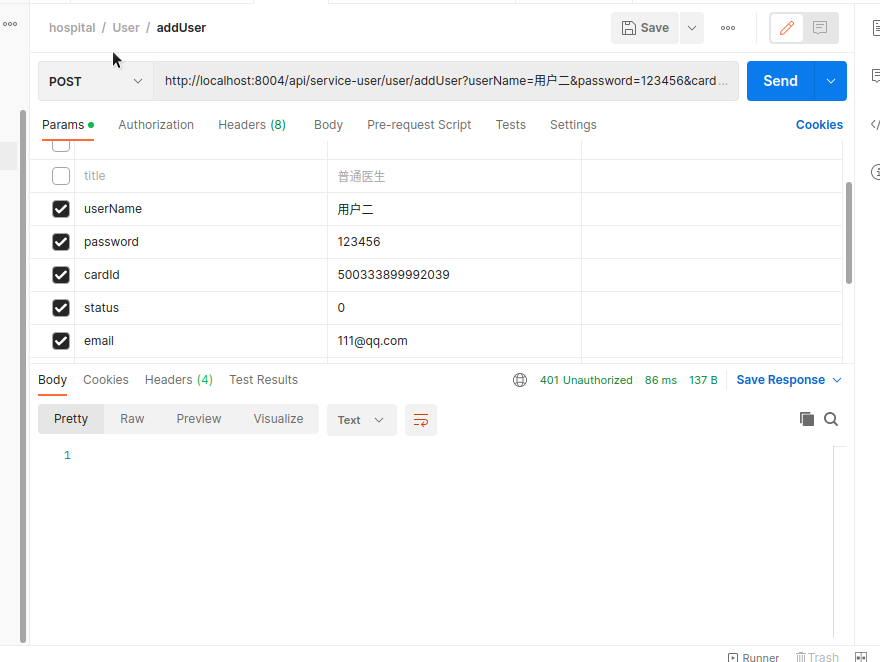 hospital / User / addUser
Save
POST
http://localhost:8004/api/service-user/user/addUser?userName=用户二&password=123456&card...
Send
Params Authorization Headers (8) Body Pre-request Script Tests Settings Cookies
title 普通医生
userName 用户二
password 123456
cardId 500333899992039
status 0
email 111@qq.com
Body Cookies Headers (4) Test Results 401 Unauthorized 86 ms 137 B Save Response
Pretty Raw Preview Visualize Text
1
Runner Trash